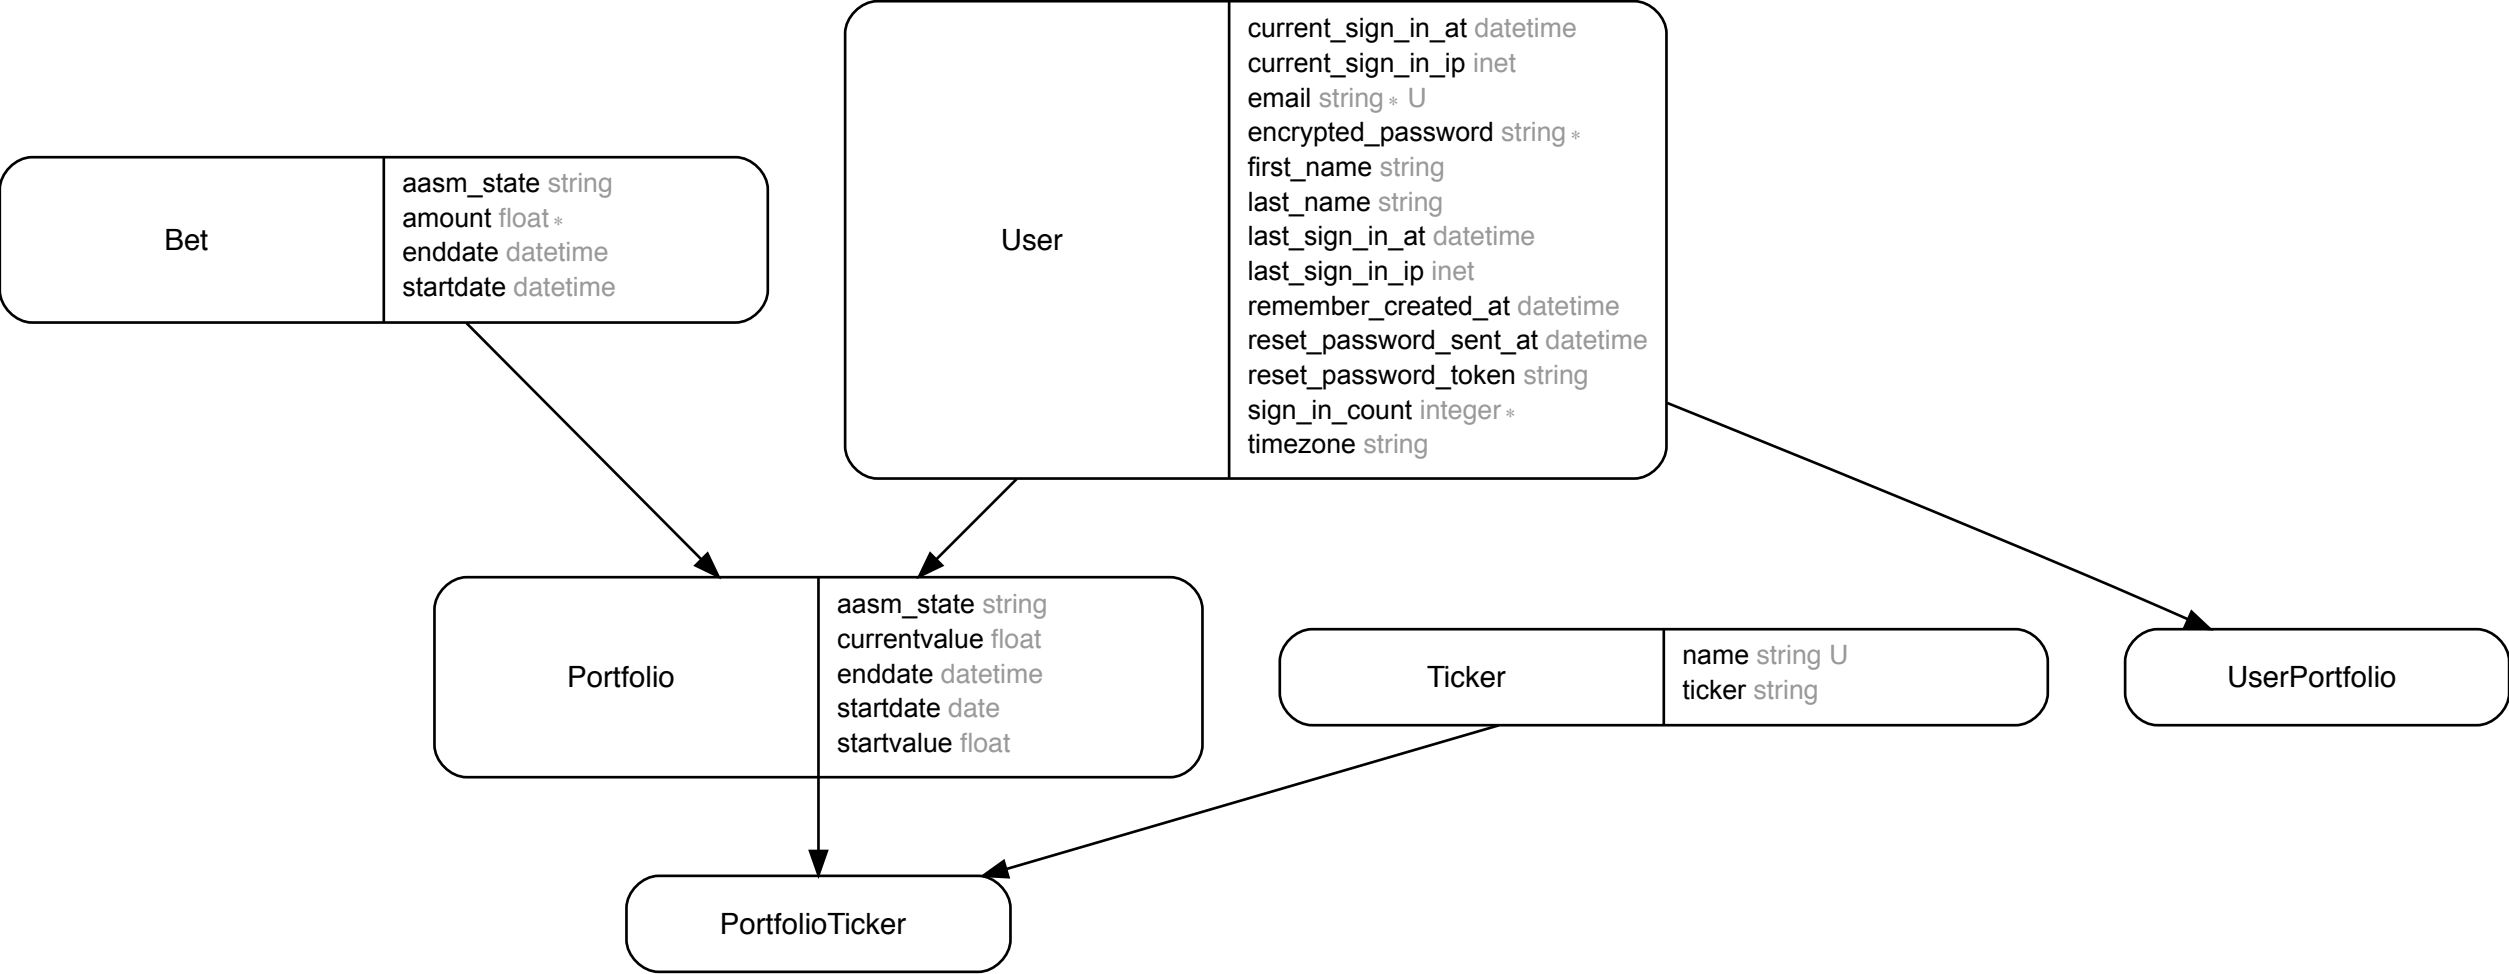 Bet
aasm_state string
amount float *
enddate datetime
startdate datetime
User
current_sign_in_at datetime
current_sign_in_ip inet
email string * U
encrypted_password string *
first_name string
last_name string
last_sign_in_at datetime
last_sign_in_ip inet
remember_created_at datetime
reset_password_sent_at datetime
reset_password_token string
sign_in_count integer *
timezone string
Portfolio
aasm_state string
currentvalue float
enddate datetime
startdate date
startvalue float
Ticker
name string U
ticker string
UserPortfolio
PortfolioTicker